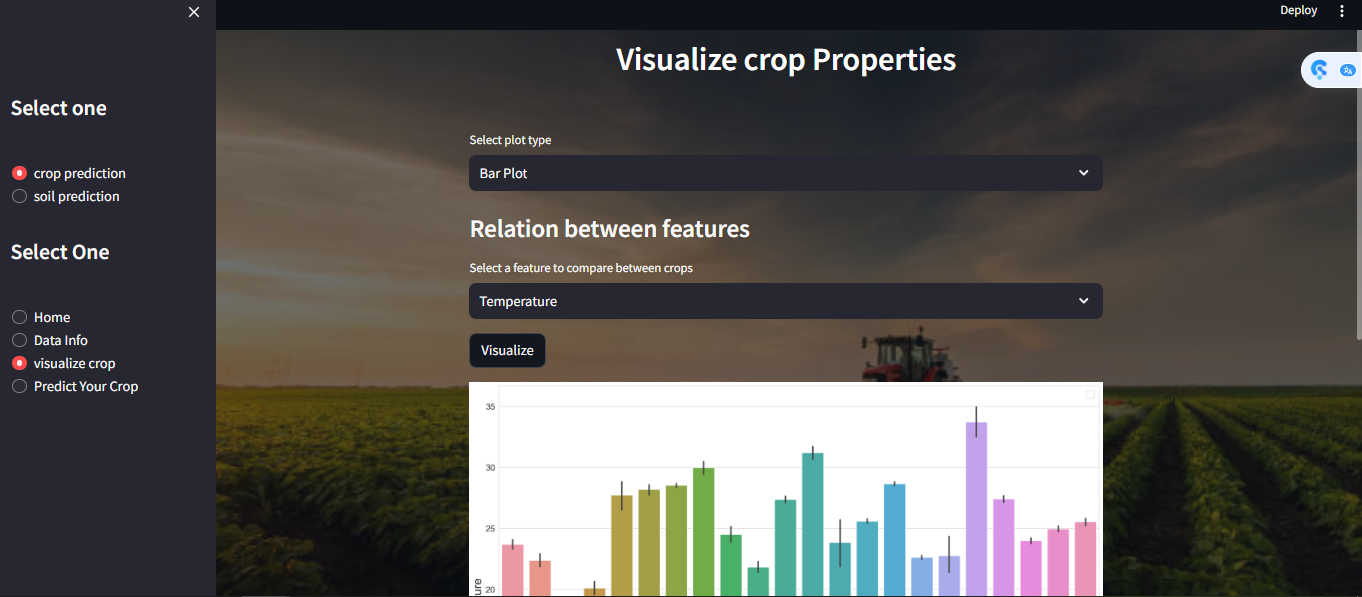 Deploy
Select one
crop prediction
soil prediction
Select One
Home
Data Info
visualize crop
Predict Your Crop
Visualize crop Properties
Select plot type
Bar Plot
Relation between features
Select a feature to compare between crops
Temperature
Visualize
35
30
25
20